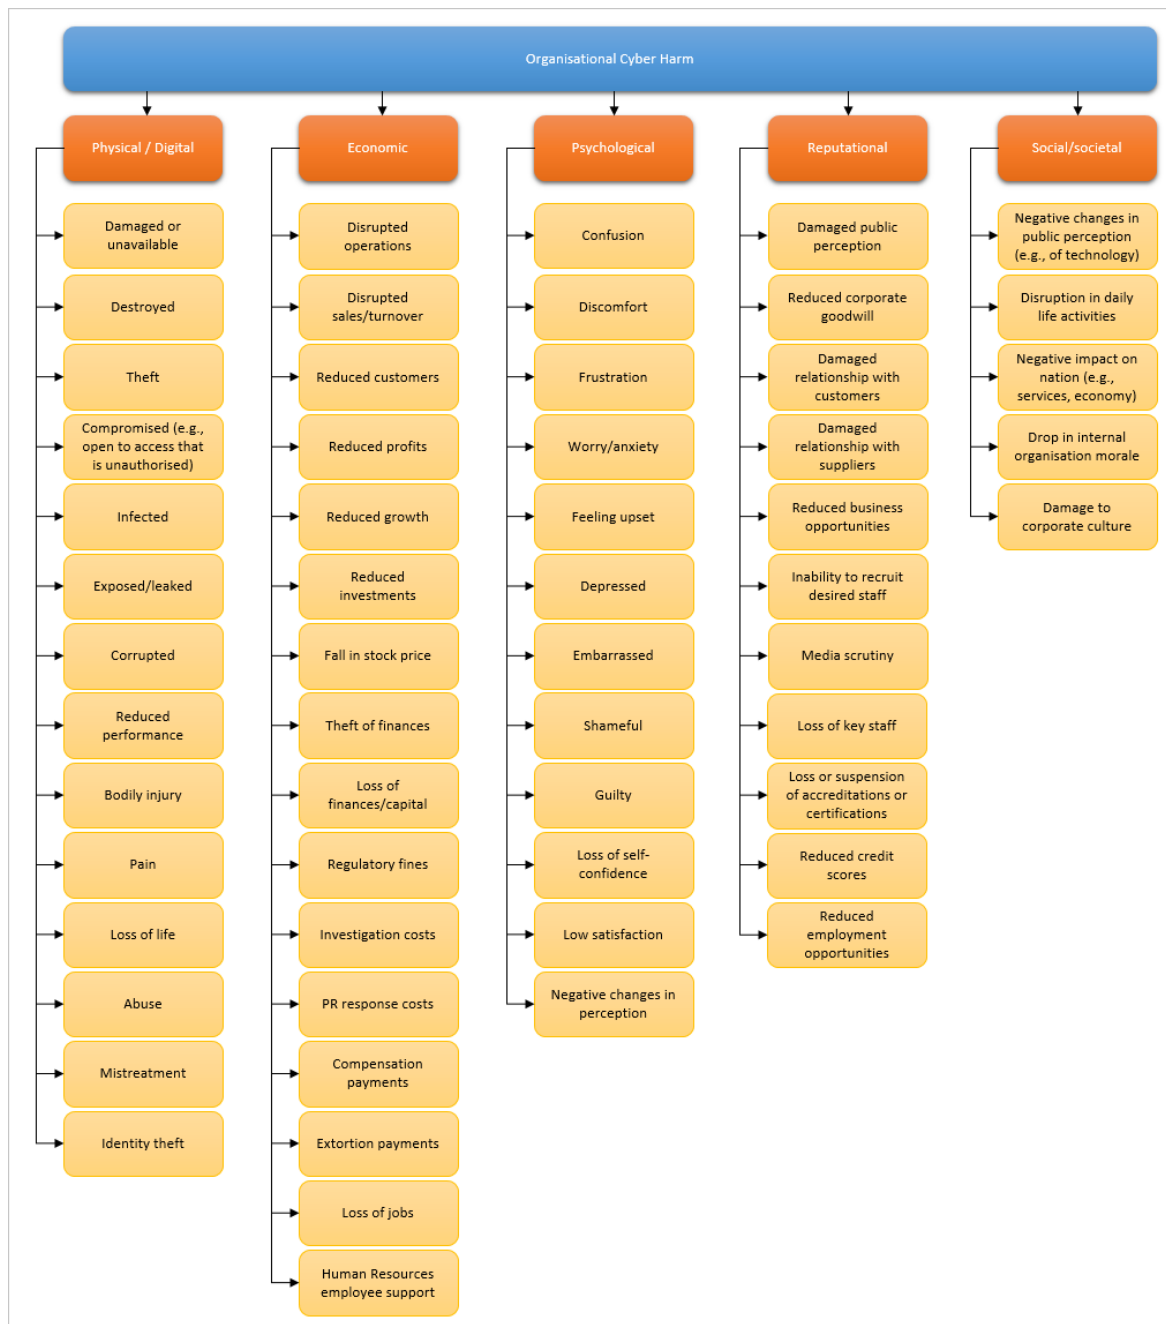 Organisational Cyber Harm
Physical / Digital
Damaged or
unavailable
Destroyed
Theft
Compromised (e.g.,
open to access that
is unauthorised)
Infected
Exposed/leaked
Corrupted
Reduced
performance
Bodily injury
Pain
Loss of life
Abuse
Mistreatment
Identity theft
Economic
Disrupted
operations
Disrupted
sales/turnover
Reduced customers
Reduced profits
Reduced growth
Reduced
investments
Fall in stock price
Theft of finances
Loss of
finances/capital
Regulatory fines
Investigation costs
PR response costs
Compensation
payments
Extortion payments
Loss of jobs
Human Resources
employee support
Psychological
Confusion
Discomfort
Frustration
Worry/anxiety
Feeling upset
Depressed
Embarrassed
Shameful
Guilty
Loss of self-
confidence
Low satisfaction
Negative changes in
perception
Reputational
Damaged public
perception
Reduced corporate
goodwill
Damaged
relationship with
customers
Damaged
relationship with
suppliers
Reduced business
opportunities
Inability to recruit
desired staff
Media scrutiny
Loss of key staff
Loss or suspension
of accreditations or
certifications
Reduced credit
scores
Reduced
employment
opportunities
Social/societal
Negative changes in
public perception
(e.g., of technology)
Disruption in daily
life activities
Negative impact on
nation (e.g.,
services, economy)
Drop in internal
organisation morale
Damage to
corporate culture